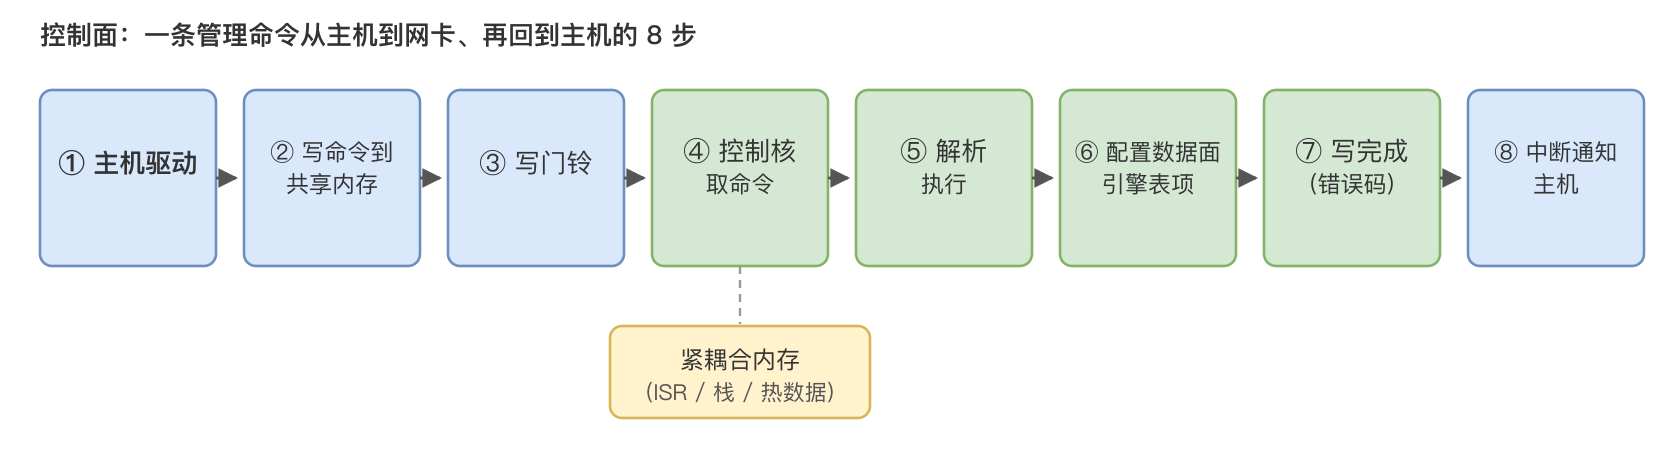 控制面：一条管理命令从主机到网卡、再回到主机的 8 步
① 主机驱动
② 写命令到
共享内存
③ 写门铃
④ 控制核
取命令
⑤ 解析
执行
⑥ 配置数据面
引擎表项
⑦ 写完成
(错误码)
⑧ 中断通知
主机
紧耦合内存
(ISR / 栈 / 热数据)